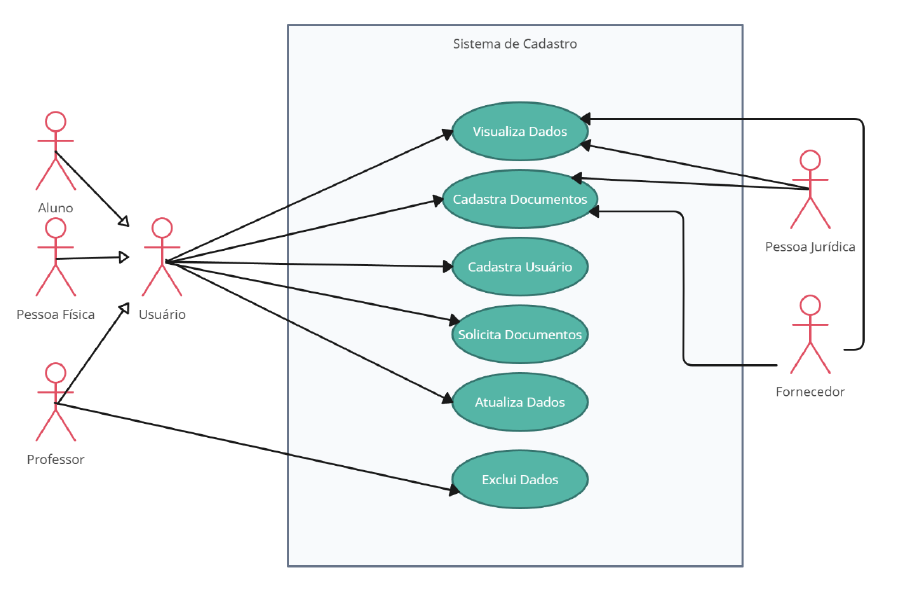 Sistema de Cadastro
Visualiza Dados
Cadastra Documentos
Cadastra Usuário
Solicita Documentos
Atualiza Dados
Exclui Dados
Aluno
Pessoa Física
Usuário
Professor
Pessoa Jurídica
Fornecedor